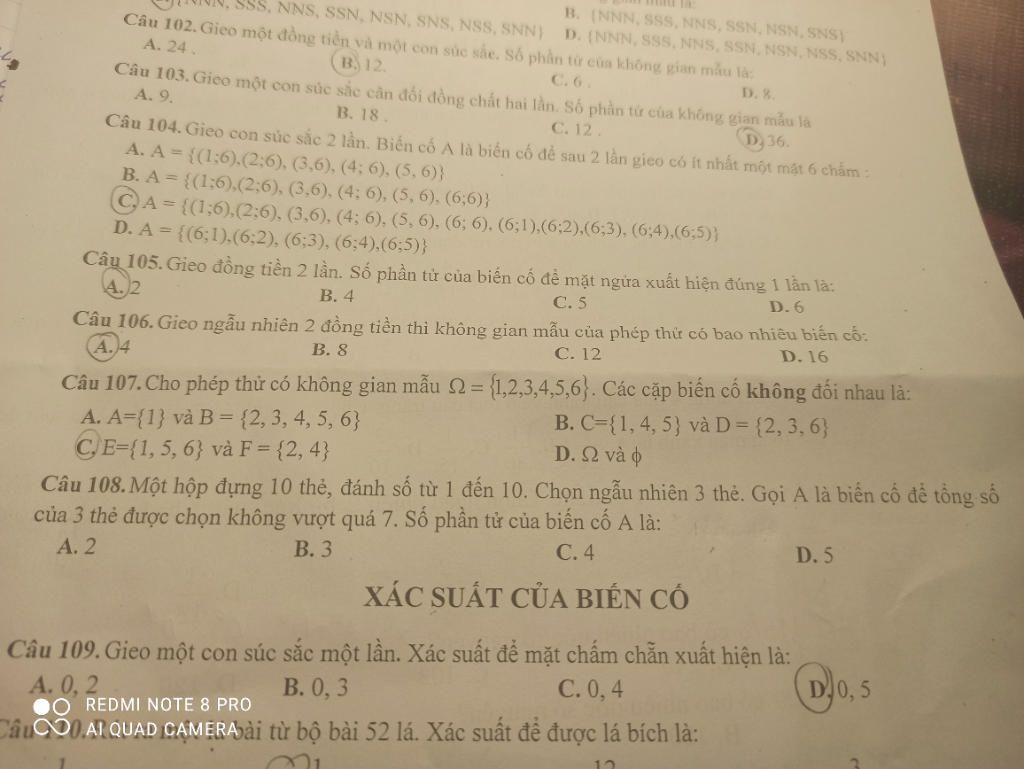 NNN, SSS, NNS, SSN, NSN, SNS, NSS, SNN}
B. {NNN, SSS, NNS, SSN, NSN, SNS}
D. {NNN, SSS, NNS, SSN, NSN, NSS, SNN}
Câu 102. Gieo một đồng tiền và một con súc sắc. Số phần tử của không gian mẫu là:
A. 24 . B. 12. C. 6 . D. 8.
Câu 103. Gieo một con súc sắc cân đối đồng chất hai lần. Số phần tử của không gian mẫu là
A. 9. B. 18 . C. 12 . D. 36.
Câu 104. Gieo con súc sắc 2 lần. Biến cố A là biến cố để sau 2 lần gieo có ít nhất một mặt 6 chấm :
A. A = {(1;6),(2;6), (3,6), (4; 6), (5, 6)}
B. A = {(1;6),(2;6), (3,6), (4; 6), (5, 6), (6;6)}
C. A = {(1;6),(2;6), (3,6), (4; 6), (5, 6), (6; 6), (6;1),(6;2),(6;3), (6;4),(6;5)}
D. A = {(6;1),(6;2), (6;3), (6;4),(6;5)}
Câu 105. Gieo đồng tiền 2 lần. Số phần tử của biến cố để mặt ngửa xuất hiện đúng 1 lần là:
A. 2 B. 4 C. 5 D. 6
Câu 106. Gieo ngẫu nhiên 2 đồng tiền thì không gian mẫu của phép thử có bao nhiêu biến cố:
A. 4 B. 8 C. 12 D. 16
Câu 107. Cho phép thử có không gian mẫu Ω = {1,2,3,4,5,6}. Các cặp biến cố không đối nhau là:
A. A={1} và B = {2, 3, 4, 5, 6} B. C={1, 4, 5} và D = {2, 3, 6}
C. E={1, 5, 6} và F = {2, 4} D. Ω và ϕ
Câu 108. Một hộp đựng 10 thẻ, đánh số từ 1 đến 10. Chọn ngẫu nhiên 3 thẻ. Gọi A là biến cố để tổng số
của 3 thẻ được chọn không vượt quá 7. Số phần tử của biến cố A là:
A. 2 B. 3 C. 4 D. 5
XÁC SUẤT CỦA BIẾN CỐ
Câu 109. Gieo một con súc sắc một lần. Xác suất để mặt chấm chẵn xuất hiện là:
A. 0, 2 B. 0, 3 C. 0, 4 D. 0, 5
REDMI NOTE 8 PRO
AI QUAD CAMERA
bài từ bộ bài 52 lá. Xác suất để được lá bích là: